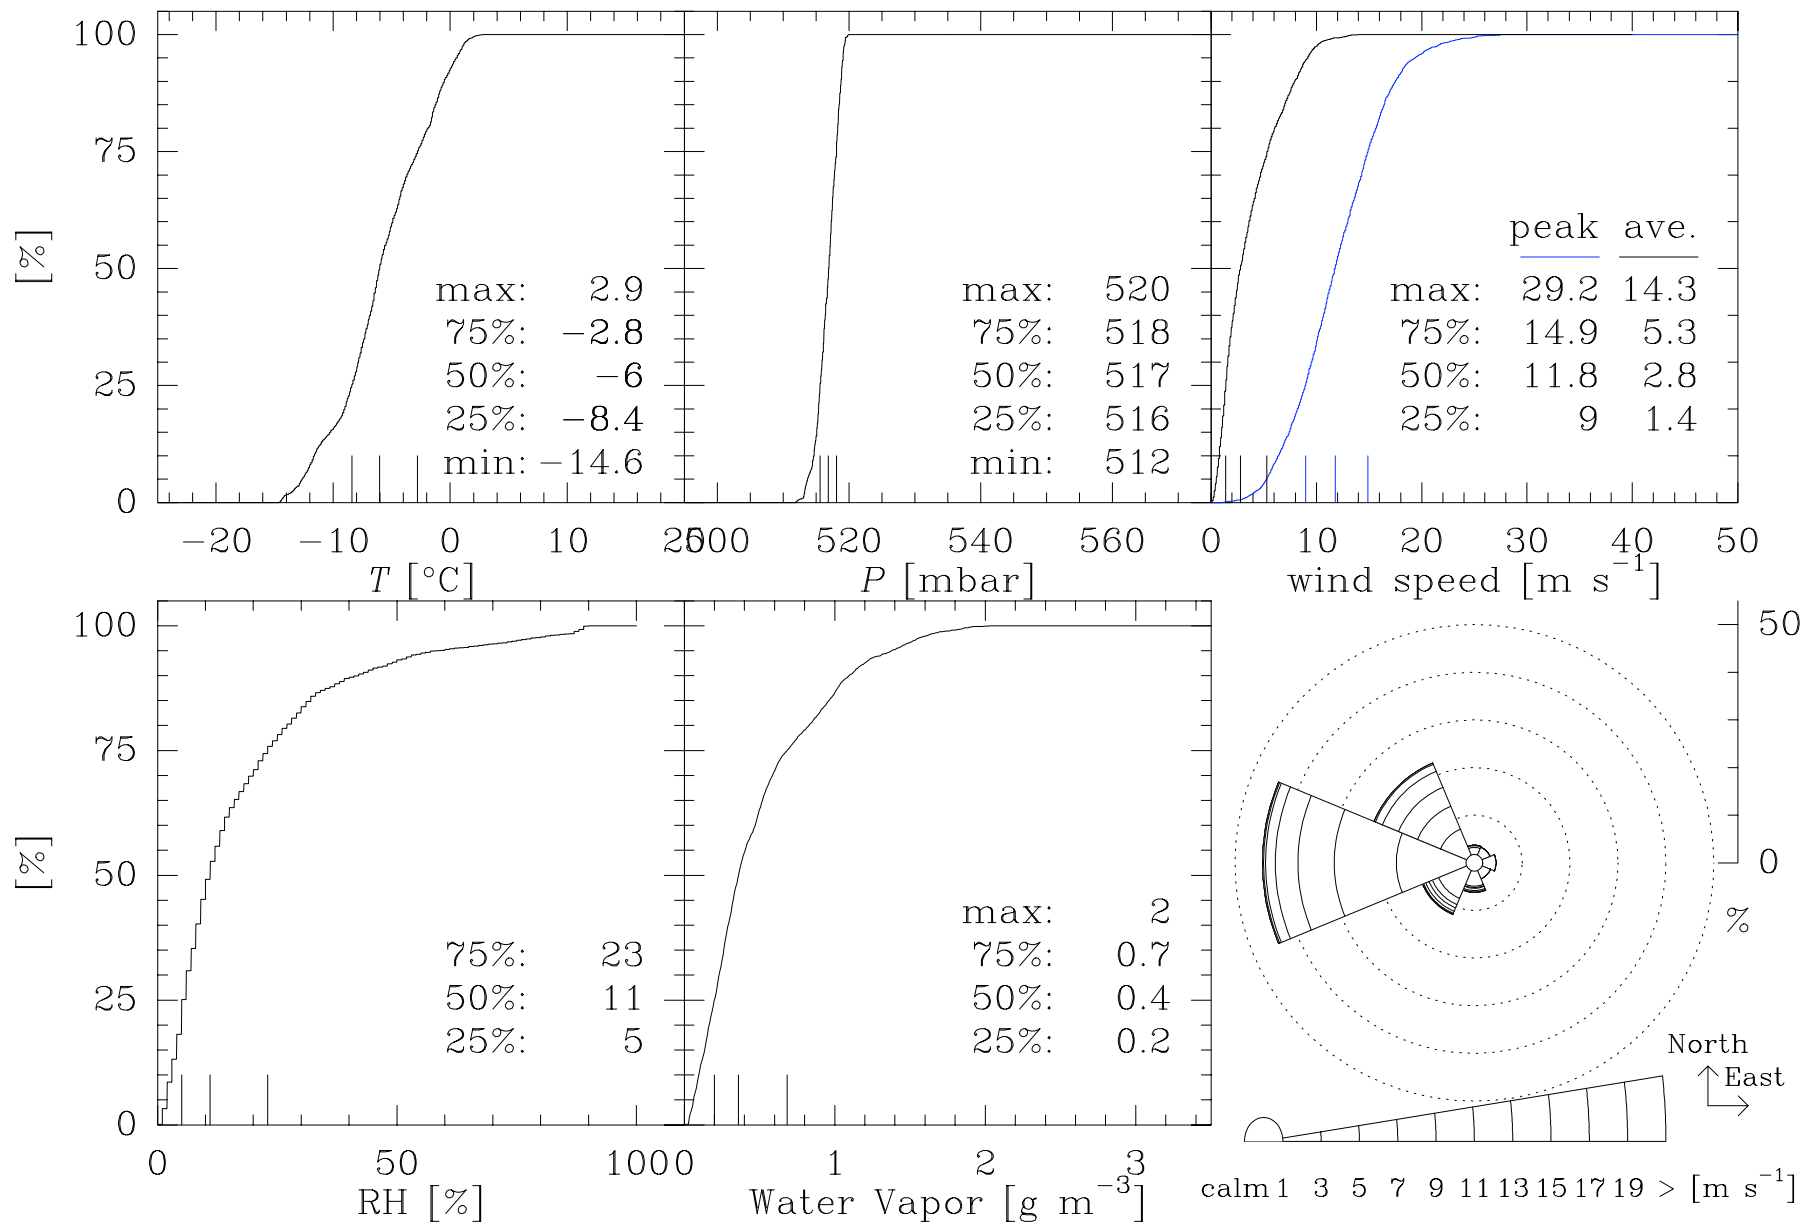 100
75
50
25
0
[%]
max: 2.9
75%: −2.8
50%: −6
25%: −8.4
min: −14.6
−20 −10 0 10 20
T [°C]
max: 520
75%: 518
50%: 517
25%: 516
min: 512
500 520 540 560
P [mbar]
peak ave.
max: 29.2 14.3
75%: 14.9 5.3
50%: 11.8 2.8
25%: 9 1.4
0 10 20 30 40 50
wind speed [m s⁻¹]
100
75
50
25
0
[%]
75%: 23
50%: 11
25%: 5
0 50 100
RH [%]
max: 2
75%: 0.7
50%: 0.4
25%: 0.2
0 1 2 3
Water Vapor [g m⁻³]
50
0
%
North
East
calm 1 3 5 7 9 11 13 15 17 19 > [m s⁻¹]